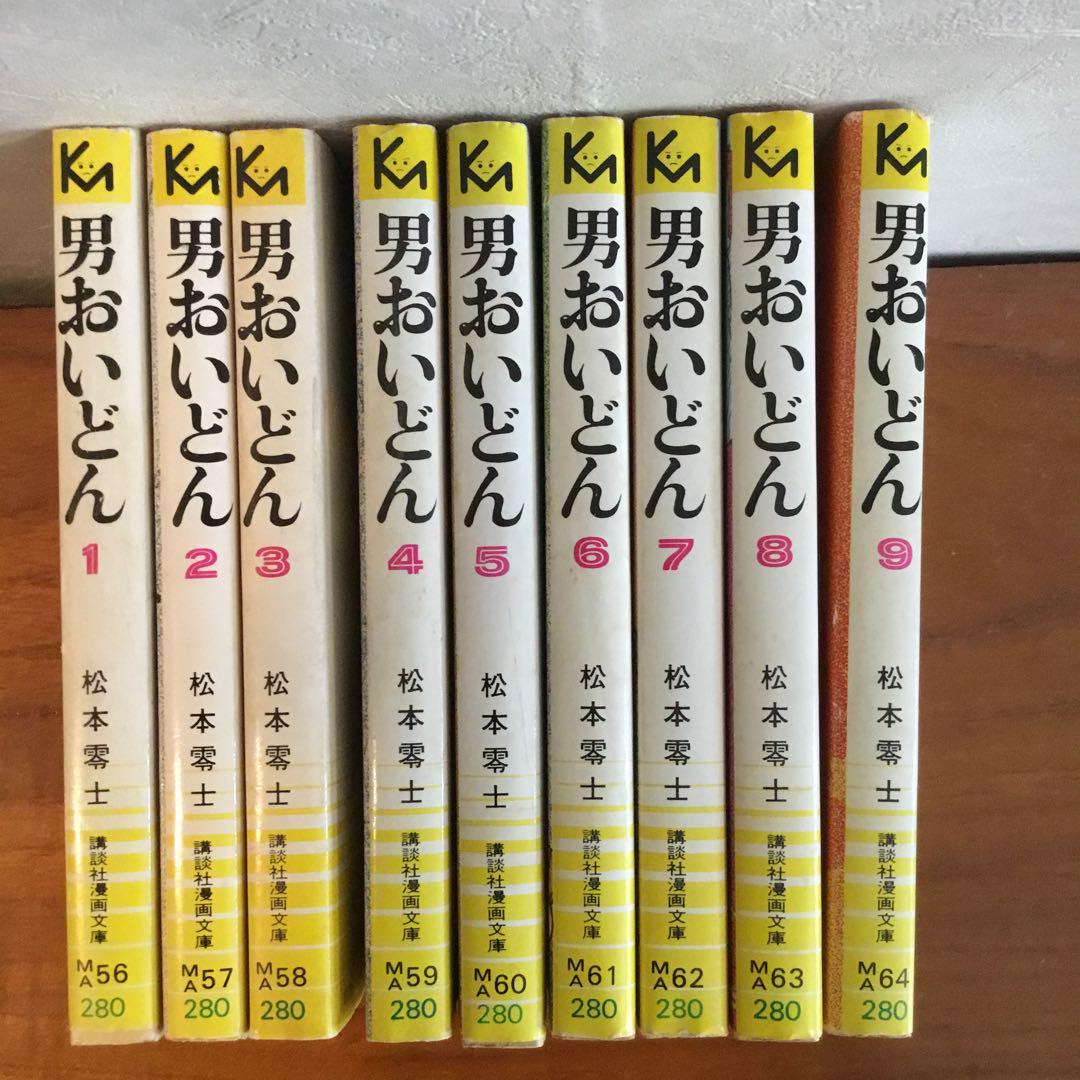 KM
男おいどん
1
松本零士
講談社漫画文庫
MA56
280
KM
男おいどん
2
松本零士
講談社漫画文庫
MA57
280
KM
男おいどん
3
松本零士
講談社漫画文庫
MA58
280
KM
男おいどん
4
松本零士
講談社漫画文庫
MA59
280
KM
男おいどん
5
松本零士
講談社漫画文庫
MA60
280
KM
男おいどん
6
松本零士
講談社漫画文庫
MA61
280
KM
男おいどん
7
松本零士
講談社漫画文庫
MA62
280
KM
男おいどん
8
松本零士
講談社漫画文庫
MA63
280
KM
男おいどん
9
松本零士
講談社漫画文庫
MA64
280